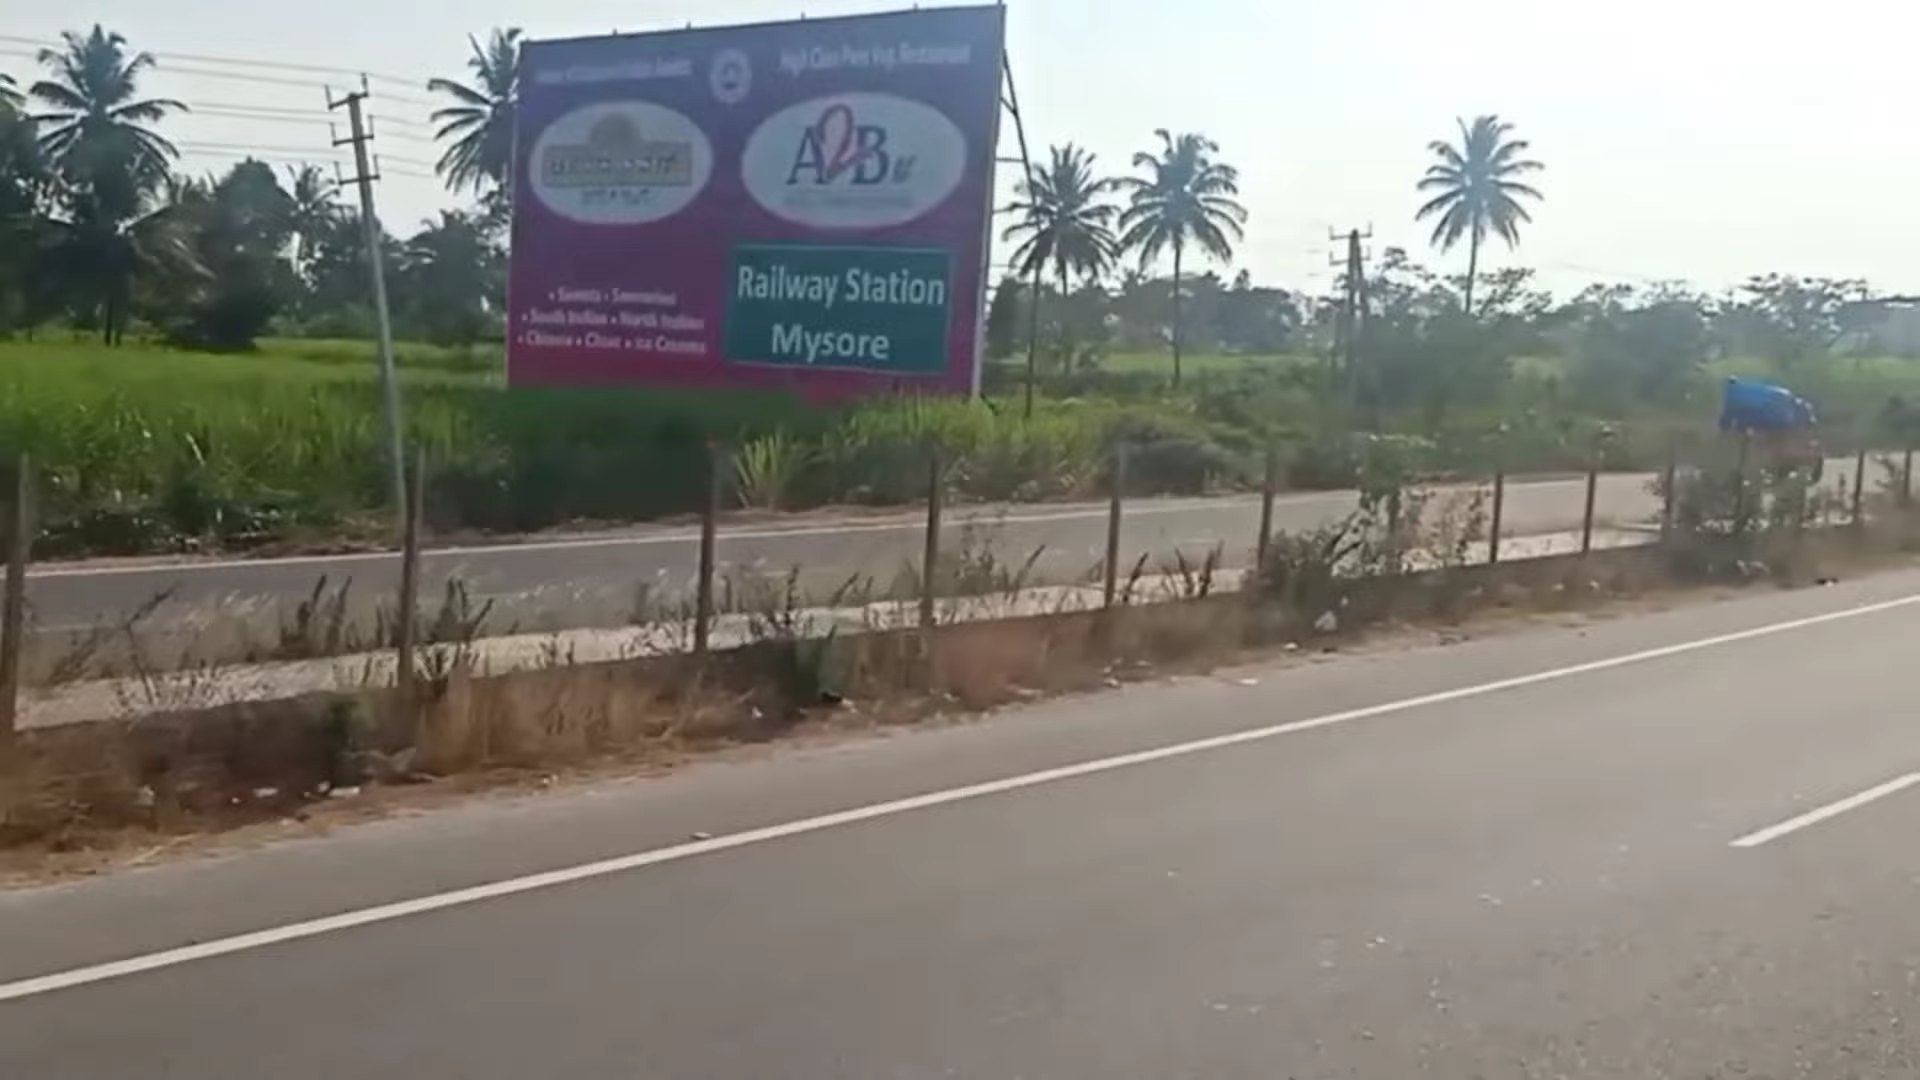 High Class Pure Veg. Restaurant
A2B
• Sweets • Savouries
• South Indian • North Indian
• Chinese • Chaat • Ice Creams
Railway Station
Mysore